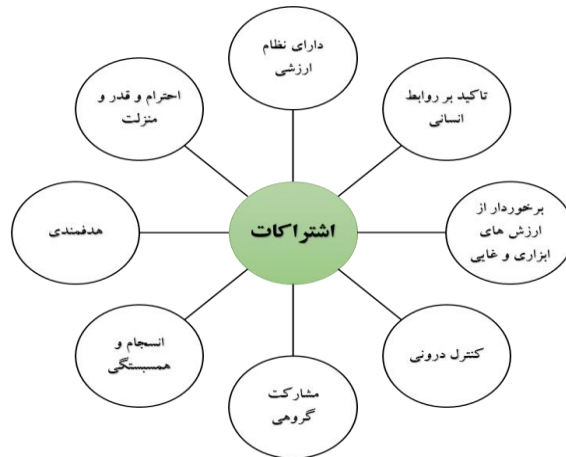 دارای نظام
ارزشی
تاکید بر روابط
انسانی
برخوردار از
ارزش های
ابزاری و غایی
کنترل درونی
مشارکت
گروهی
انسجام و
همبستگی
هدفمندی
احترام و قدر و
منزلت
اشتراکات